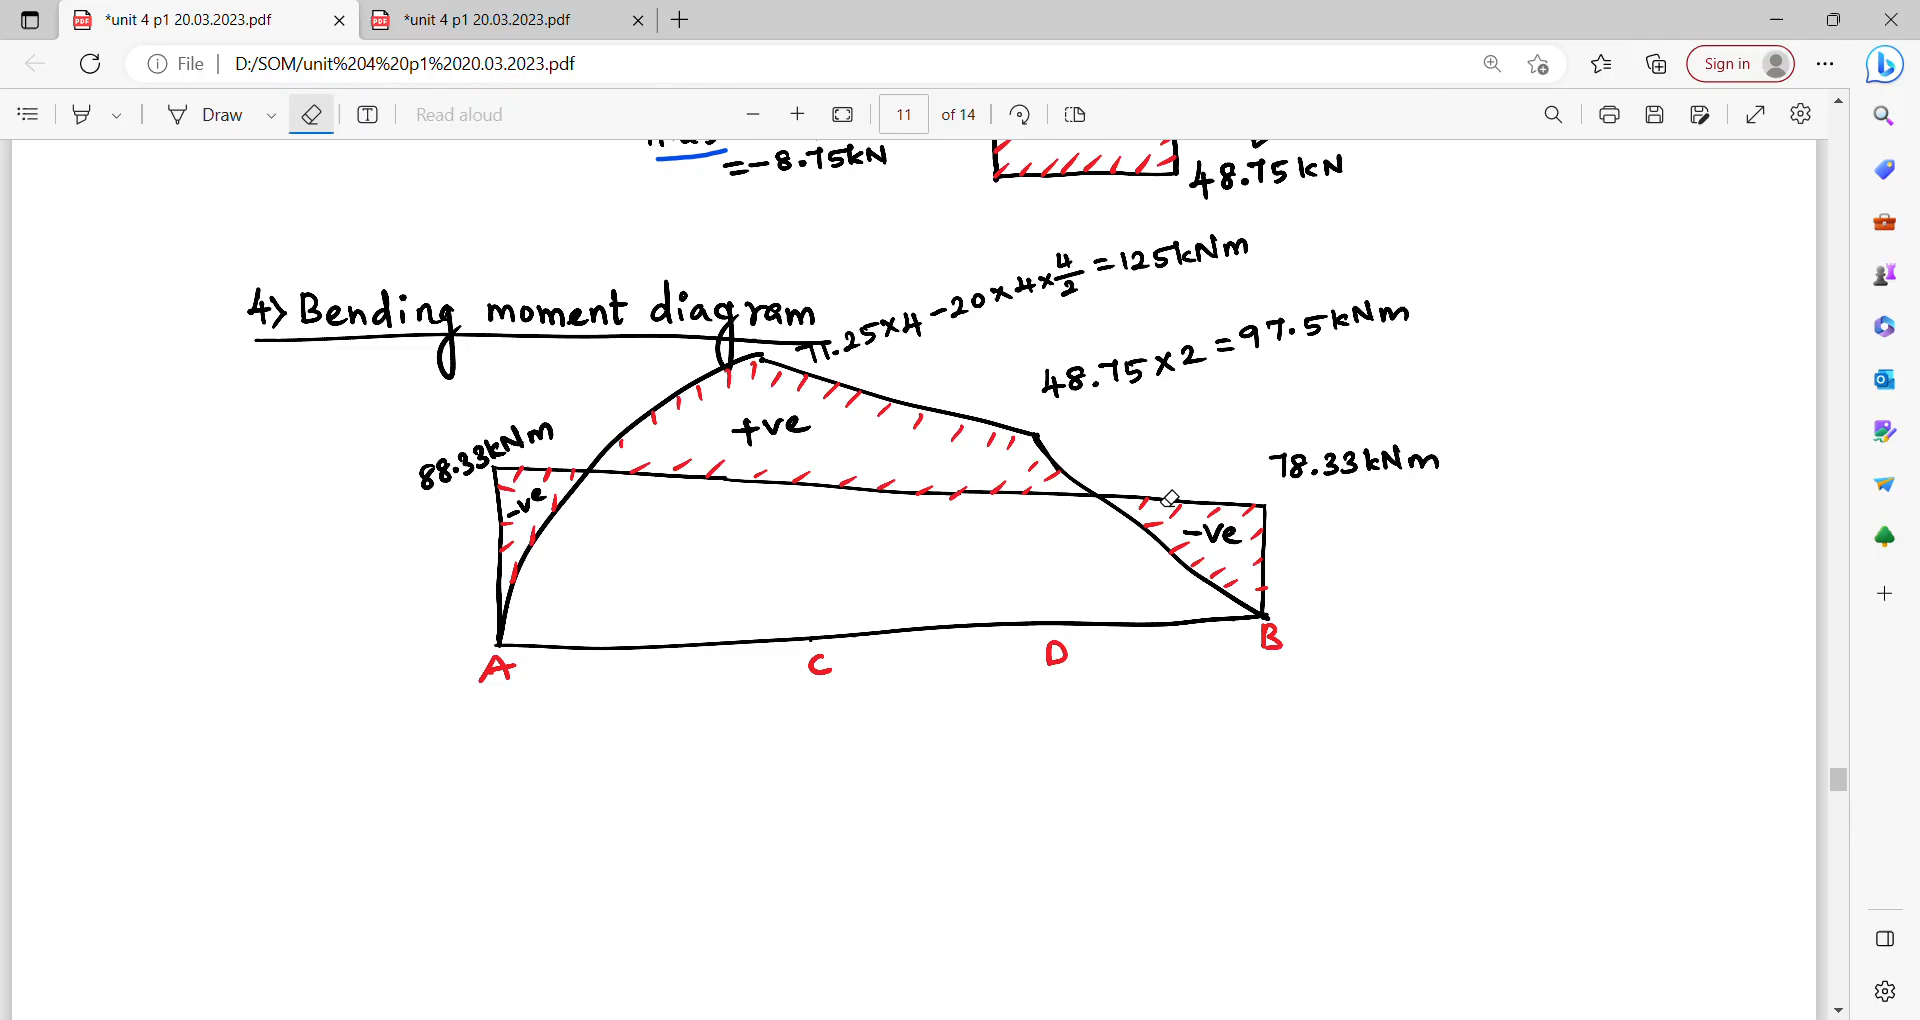 *unit 4 p1 20.03.2023.pdf
*unit 4 p1 20.03.2023.pdf
File
D:/SOM/unit%204%20p1%2020.03.2023.pdf
Sign in
Draw
Read aloud
11 of 14
=-8.75kN
48.75 kN
4) Bending moment diagram
71.25×4-20×4×4/2=125kNm
48.75×2=97.5kNm
88.33kNm
+ve
78.33kNm
-ve
-ve
A
C
D
B